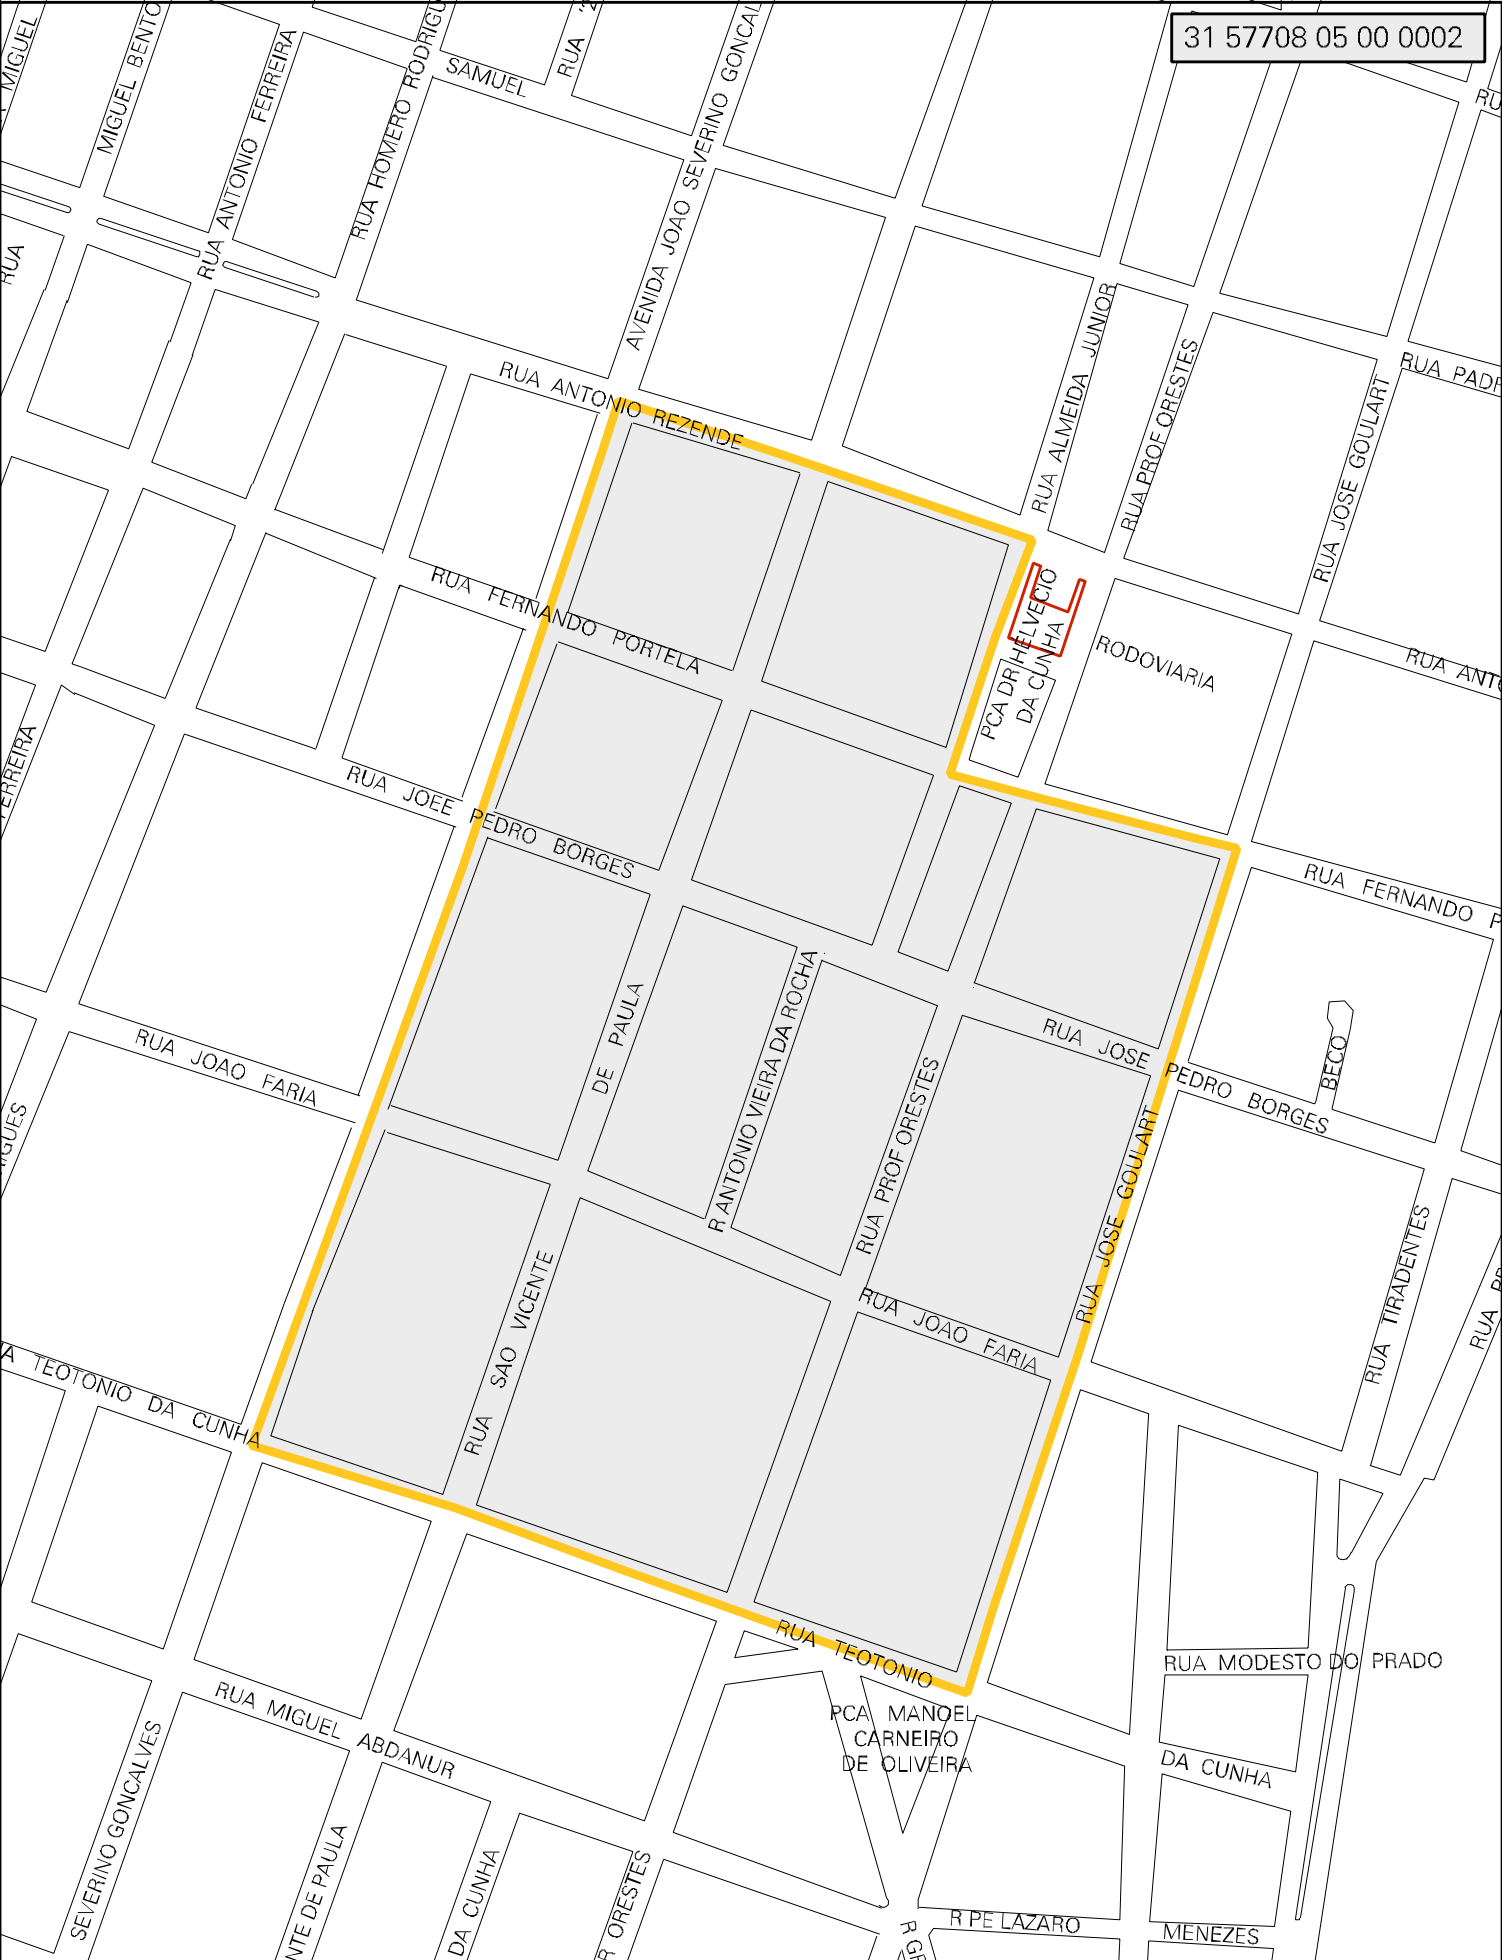 31 57708 05 00 0002
MIGUEL
MIGUEL BENTO
RUA ANTONIO FERREIRA
RUA HOMERO RODRIGU
SAMUEL
RUA
AVENIDA JOAO SEVERINO GONCAL
RU
RUA
RUA ANTONIO REZENDE
RUA ALMEIDA JUNIOR
RUA PROF ORESTES
RUA JOSE GOULART
RUA PADR
RUA FERNANDO PORTELA
PCA DR HELVECIO
DA CUNHA
RODOVIARIA
RUA ANTO
ERREIRA
RUA JOEE PEDRO BORGES
RUA FERNANDO P
RUA JOAO FARIA
DE PAULA
R ANTONIO VIEIRA DA ROCHA
RUA PROF ORESTES
RUA JOSE PEDRO BORGES
BECO
IGUES
RUA JOSE GOULART
RUA TIRADENTES
RUA
RUA SAO VICENTE
RUA JOAO FARIA
A TEOTONIO DA CUNHA
RUA TEOTONIO
RUA MODESTO DO PRADO
PCA MANOEL
CARNEIRO
DE OLIVEIRA
DA CUNHA
RUA MIGUEL ABDANUR
SEVERINO GONCALVES
NTE DE PAULA
DA CUNHA
R ORESTES
R GE
R PE LAZARO
MENEZES